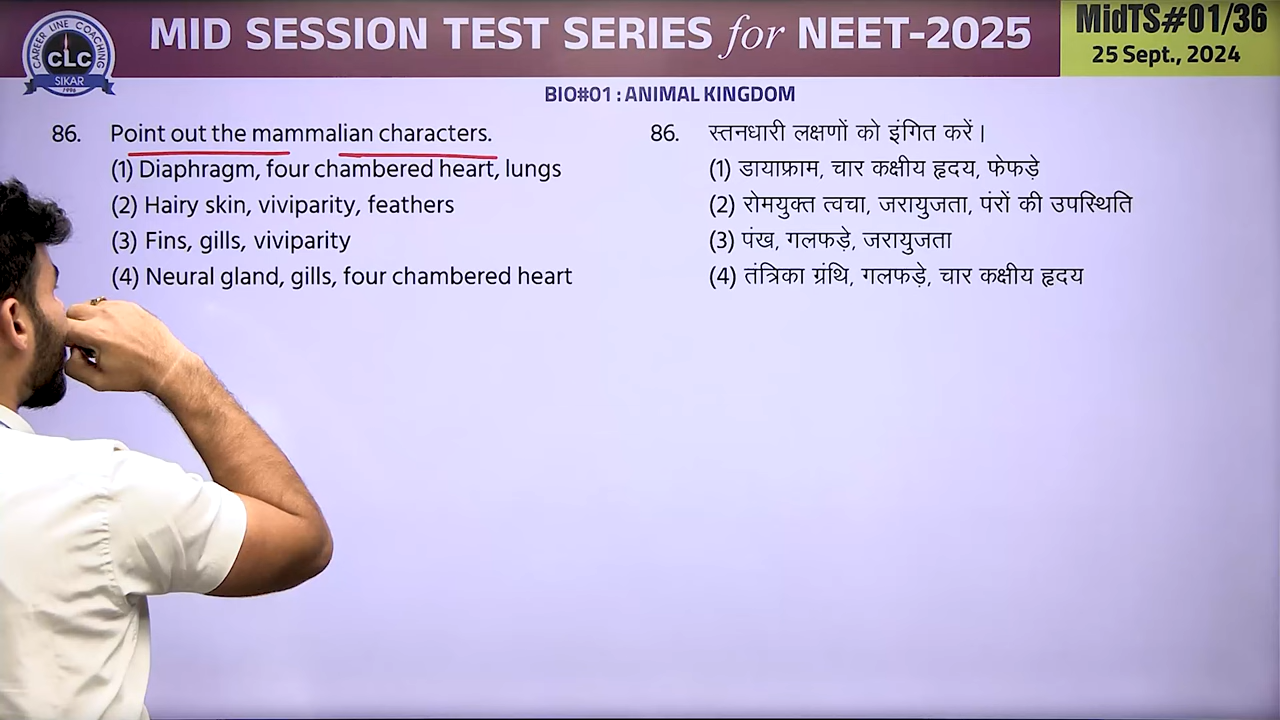 MID SESSION TEST SERIES for NEET-2025
MidTS#01/36
25 Sept., 2024
CAREER LINE COACHING
CLC
SIKAR
1996
BIO#01 : ANIMAL KINGDOM
86. Point out the mammalian characters.
(1) Diaphragm, four chambered heart, lungs
(2) Hairy skin, viviparity, feathers
(3) Fins, gills, viviparity
(4) Neural gland, gills, four chambered heart
86. स्तनधारी लक्षणों को इंगित करें।
(1) डायाफ्राम, चार कक्षीय हृदय, फेफड़े
(2) रोमयुक्त त्वचा, जरायुजता, पंरों की उपस्थिति
(3) पंख, गलफड़े, जरायुजता
(4) तंत्रिका ग्रंथि, गलफड़े, चार कक्षीय हृदय